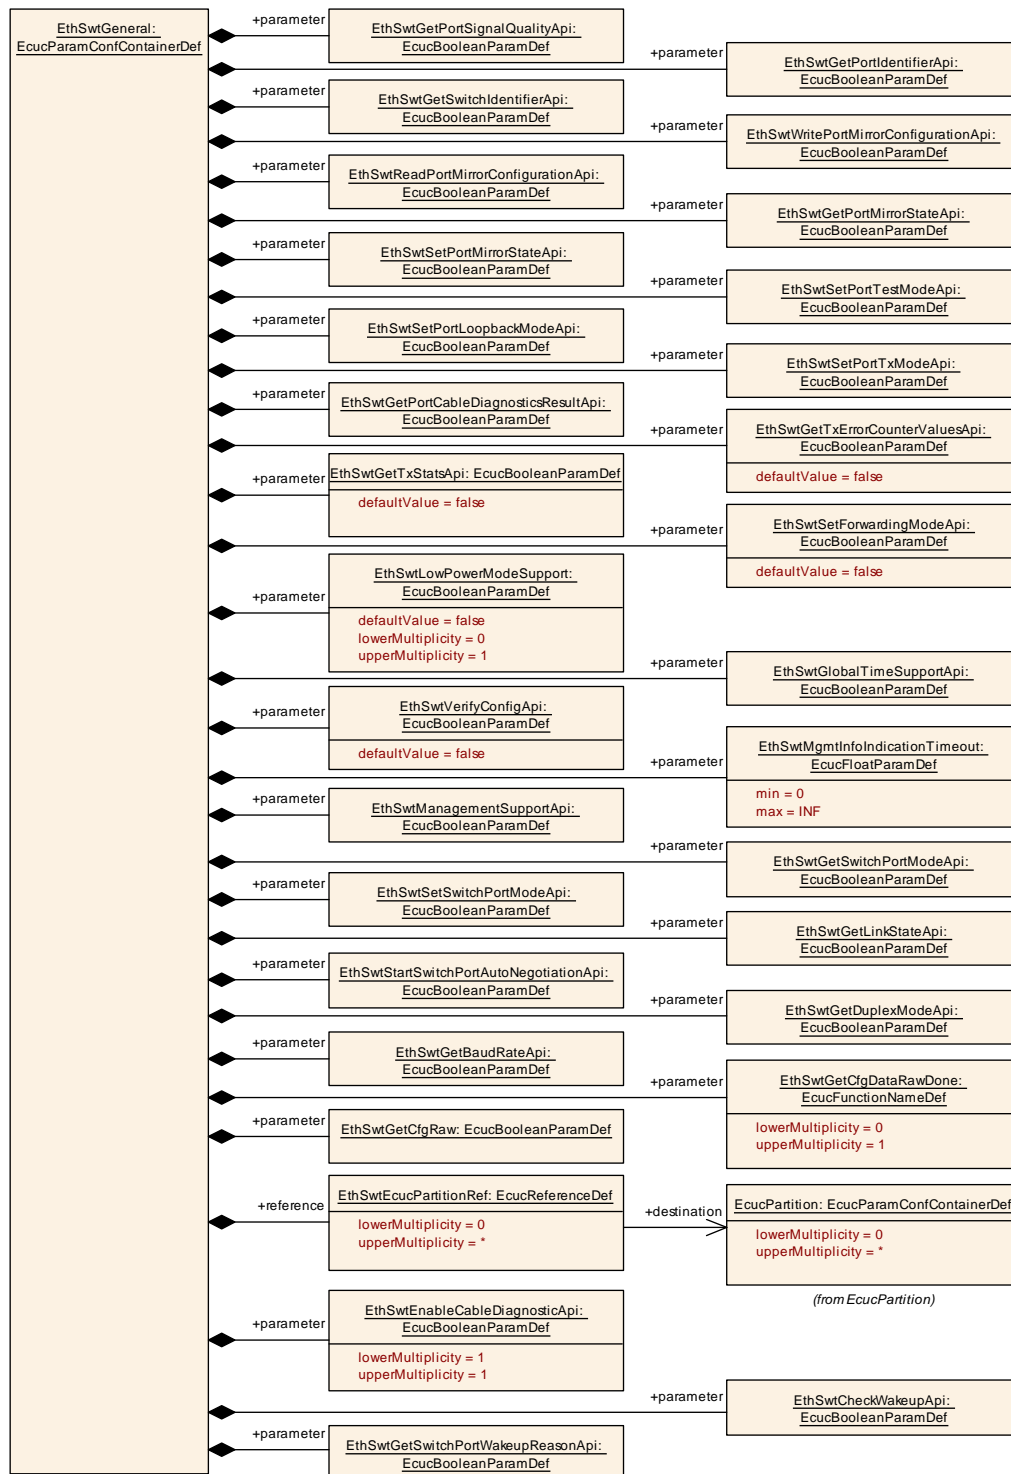 EthSwtGeneral:
EcucParamConfContainerDef
+parameter
EthSwtGetPortSignalQualityApi:
EcucBooleanParamDef
+parameter
EthSwtGetPortIdentifierApi:
EcucBooleanParamDef
+parameter
EthSwtGetSwitchIdentifierApi:
EcucBooleanParamDef
+parameter
EthSwtWritePortMirrorConfigurationApi:
EcucBooleanParamDef
+parameter
EthSwtReadPortMirrorConfigurationApi:
EcucBooleanParamDef
+parameter
EthSwtGetPortMirrorStateApi:
EcucBooleanParamDef
+parameter
EthSwtSetPortMirrorStateApi:
EcucBooleanParamDef
+parameter
EthSwtSetPortTestModeApi:
EcucBooleanParamDef
+parameter
EthSwtSetPortLoopbackModeApi:
EcucBooleanParamDef
+parameter
EthSwtSetPortTxModeApi:
EcucBooleanParamDef
+parameter
EthSwtGetPortCableDiagnosticsResultApi:
EcucBooleanParamDef
+parameter
EthSwtGetTxErrorCounterValuesApi:
EcucBooleanParamDef
defaultValue = false
+parameter
EthSwtGetTxStatsApi: EcucBooleanParamDef
defaultValue = false
+parameter
EthSwtSetForwardingModeApi:
EcucBooleanParamDef
defaultValue = false
+parameter
EthSwtLowPowerModeSupport:
EcucBooleanParamDef
defaultValue = false
lowerMultiplicity = 0
upperMultiplicity = 1
+parameter
EthSwtGlobalTimeSupportApi:
EcucBooleanParamDef
+parameter
EthSwtVerifyConfigApi:
EcucBooleanParamDef
defaultValue = false
+parameter
EthSwtMgmtInfoIndicationTimeout:
EcucFloatParamDef
min = 0
max = INF
+parameter
EthSwtManagementSupportApi:
EcucBooleanParamDef
+parameter
EthSwtGetSwitchPortModeApi:
EcucBooleanParamDef
+parameter
EthSwtSetSwitchPortModeApi:
EcucBooleanParamDef
+parameter
EthSwtGetLinkStateApi:
EcucBooleanParamDef
+parameter
EthSwtStartSwitchPortAutoNegotiationApi:
EcucBooleanParamDef
+parameter
EthSwtGetDuplexModeApi:
EcucBooleanParamDef
+parameter
EthSwtGetBaudRateApi:
EcucBooleanParamDef
+parameter
EthSwtGetCfgDataRawDone:
EcucFunctionNameDef
lowerMultiplicity = 0
upperMultiplicity = 1
+parameter
EthSwtGetCfgRaw: EcucBooleanParamDef
+reference
EthSwtEcucPartitionRef: EcucReferenceDef
lowerMultiplicity = 0
upperMultiplicity = *
+destination
EcucPartition: EcucParamConfContainerDef
lowerMultiplicity = 0
upperMultiplicity = *
(from EcucPartition)
+parameter
EthSwtEnableCableDiagnosticApi:
EcucBooleanParamDef
lowerMultiplicity = 1
upperMultiplicity = 1
+parameter
EthSwtCheckWakeupApi:
EcucBooleanParamDef
+parameter
EthSwtGetSwitchPortWakeupReasonApi:
EcucBooleanParamDef